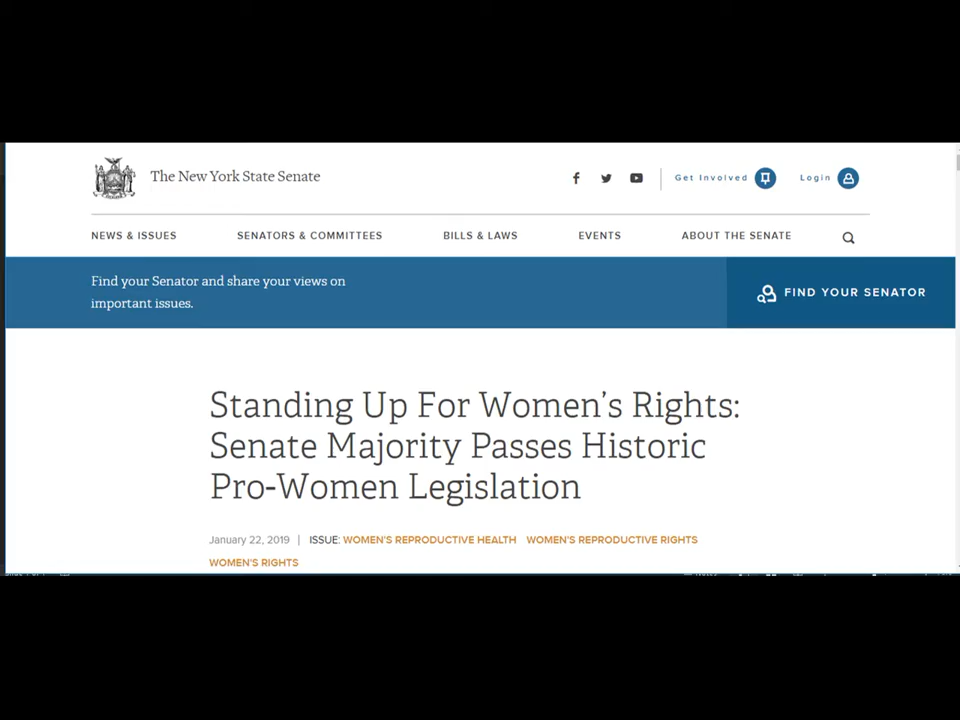 The New York State Senate
Get Involved
Login
NEWS & ISSUES SENATORS & COMMITTEES BILLS & LAWS EVENTS ABOUT THE SENATE
Find your Senator and share your views on
important issues.
FIND YOUR SENATOR
Standing Up For Women’s Rights:
Senate Majority Passes Historic
Pro-Women Legislation
January 22, 2019 | ISSUE: WOMEN'S REPRODUCTIVE HEALTH WOMEN'S REPRODUCTIVE RIGHTS
WOMEN'S RIGHTS